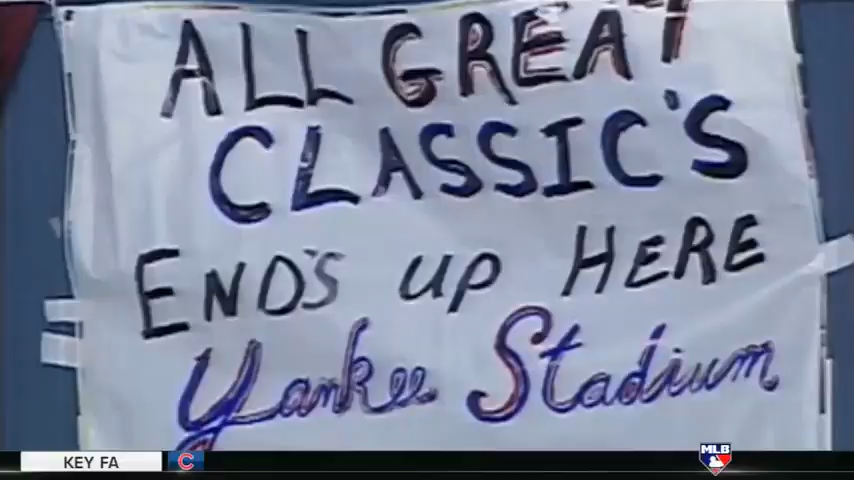 ALL GREAT
CLASSIC'S
END'S UP HERE
Yankee Stadium
KEY FA
C
MLB